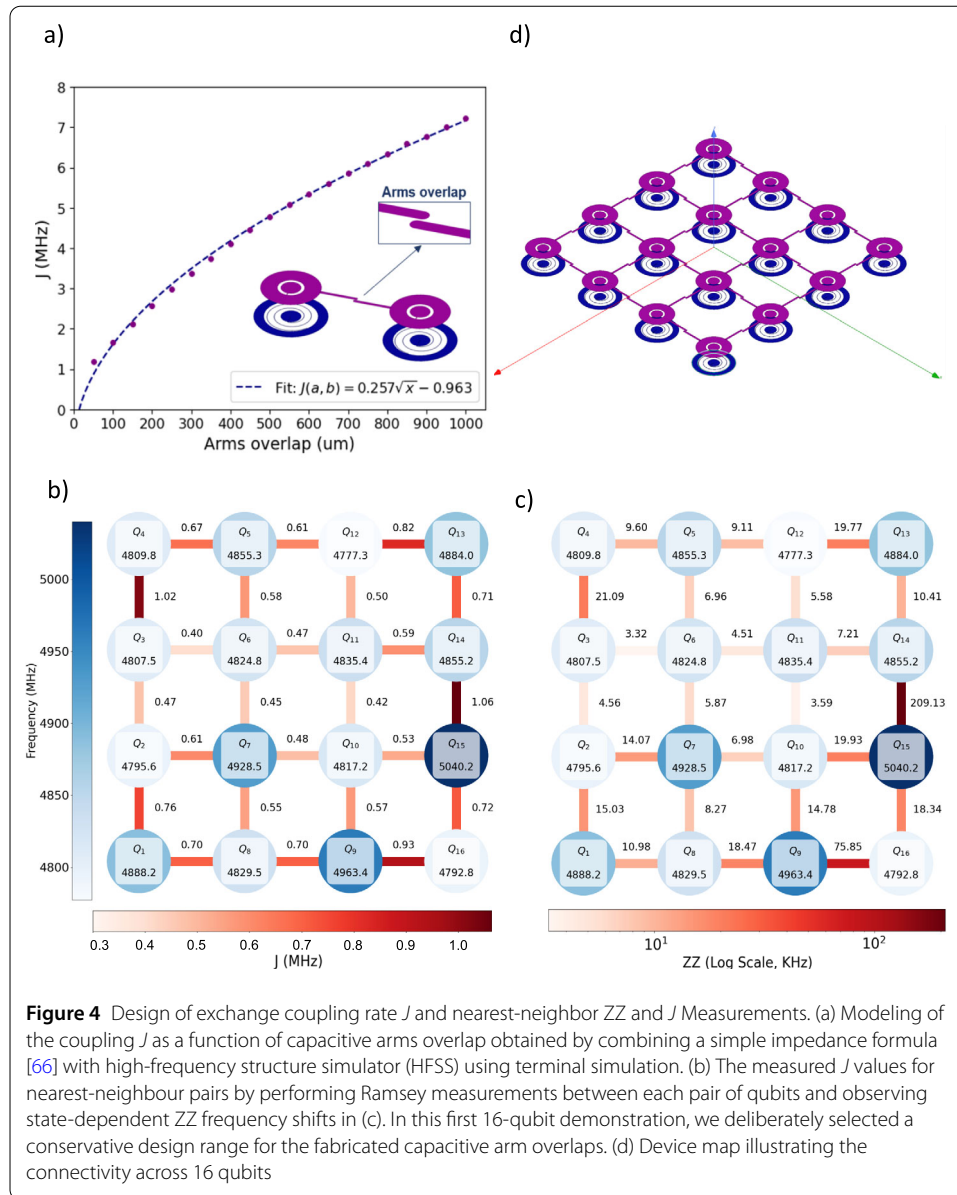 a)
8
7
6
5
4
3
2
1
0
J (MHz)
Arms overlap
Fit: J(a, b) = 0.257√x − 0.963
0 100 200 300 400 500 600 700 800 900 1000
Arms overlap (um)
d)
b)
Frequency (MHz)
5000
4950
4900
4850
4800
Q4 0.67 Q5 0.61 Q12 0.82 Q13
4809.8 4855.3 4777.3 4884.0
1.02 0.58 0.50 0.71
Q3 0.40 Q6 0.47 Q11 0.59 Q14
4807.5 4824.8 4835.4 4855.2
0.47 0.45 0.42 1.06
Q2 0.61 Q7 0.48 Q10 0.53 Q15
4795.6 4928.5 4817.2 5040.2
0.76 0.55 0.57 0.72
Q1 0.70 Q8 0.70 Q9 0.93 Q16
4888.2 4829.5 4963.4 4792.8
0.3 0.4 0.5 0.6 0.7 0.8 0.9 1.0
J (MHz)
c)
Q4 9.60 Q5 9.11 Q12 19.77 Q13
4809.8 4855.3 4777.3 4884.0
21.09 6.96 5.58 10.41
Q3 3.32 Q6 4.51 Q11 7.21 Q14
4807.5 4824.8 4835.4 4855.2
4.56 5.87 3.59 209.13
Q2 14.07 Q7 6.98 Q10 19.93 Q15
4795.6 4928.5 4817.2 5040.2
15.03 8.27 14.78 18.34
Q1 10.98 Q8 18.47 Q9 75.85 Q16
4888.2 4829.5 4963.4 4792.8
10¹ 10²
ZZ (Log Scale, KHz)
Figure 4 Design of exchange coupling rate J and nearest-neighbor ZZ and J Measurements. (a) Modeling of
the coupling J as a function of capacitive arms overlap obtained by combining a simple impedance formula
[66] with high-frequency structure simulator (HFSS) using terminal simulation. (b) The measured J values for
nearest-neighbour pairs by performing Ramsey measurements between each pair of qubits and observing
state-dependent ZZ frequency shifts in (c). In this first 16-qubit demonstration, we deliberately selected a
conservative design range for the fabricated capacitive arm overlaps. (d) Device map illustrating the
connectivity across 16 qubits